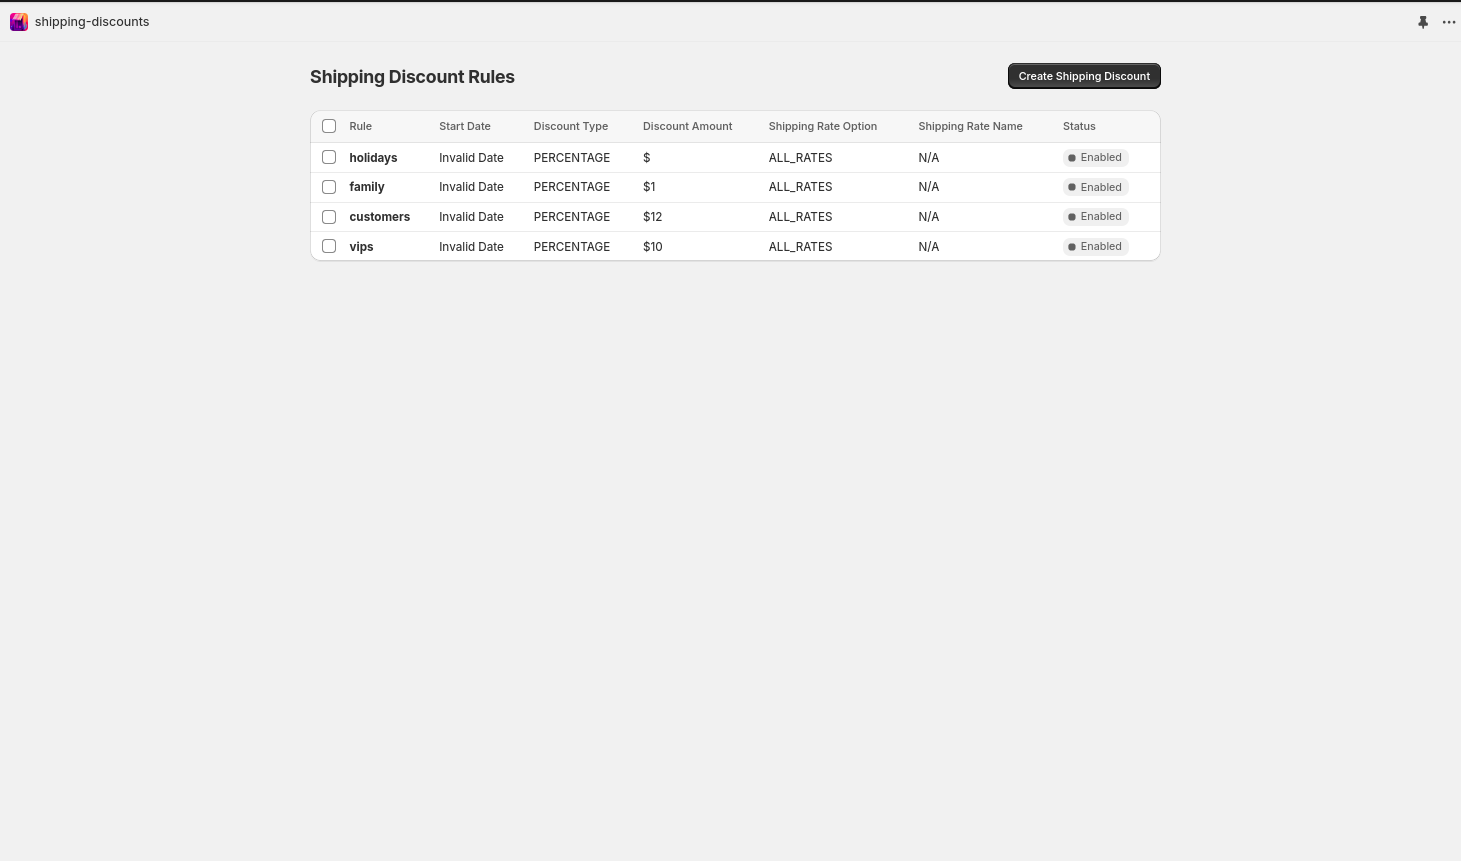 shipping-discounts
Shipping Discount Rules
Create Shipping Discount
Rule Start Date Discount Type Discount Amount Shipping Rate Option Shipping Rate Name Status
holidays Invalid Date PERCENTAGE $ ALL_RATES N/A Enabled
family Invalid Date PERCENTAGE $1 ALL_RATES N/A Enabled
customers Invalid Date PERCENTAGE $12 ALL_RATES N/A Enabled
vips Invalid Date PERCENTAGE $10 ALL_RATES N/A Enabled